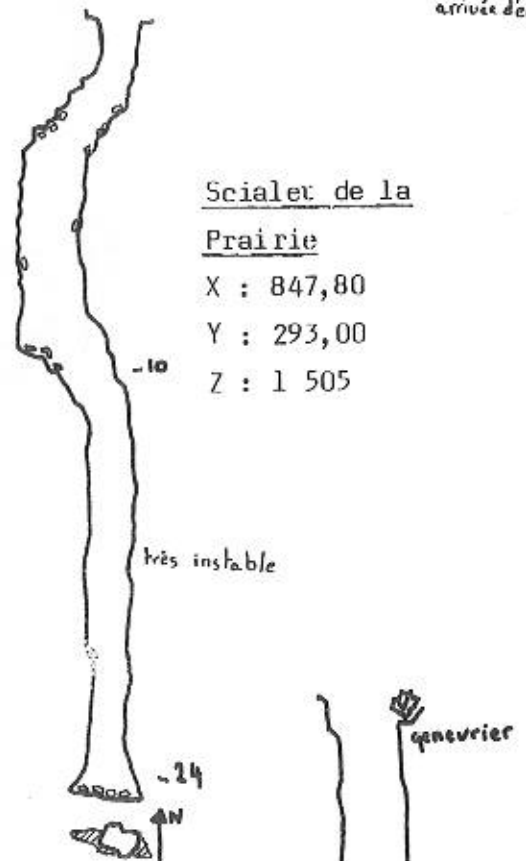 arrivée de
Scialet de la
Prairie
X : 847,80
Y : 293,00
Z : 1 505
-10
très instable
genevrier
-24
N